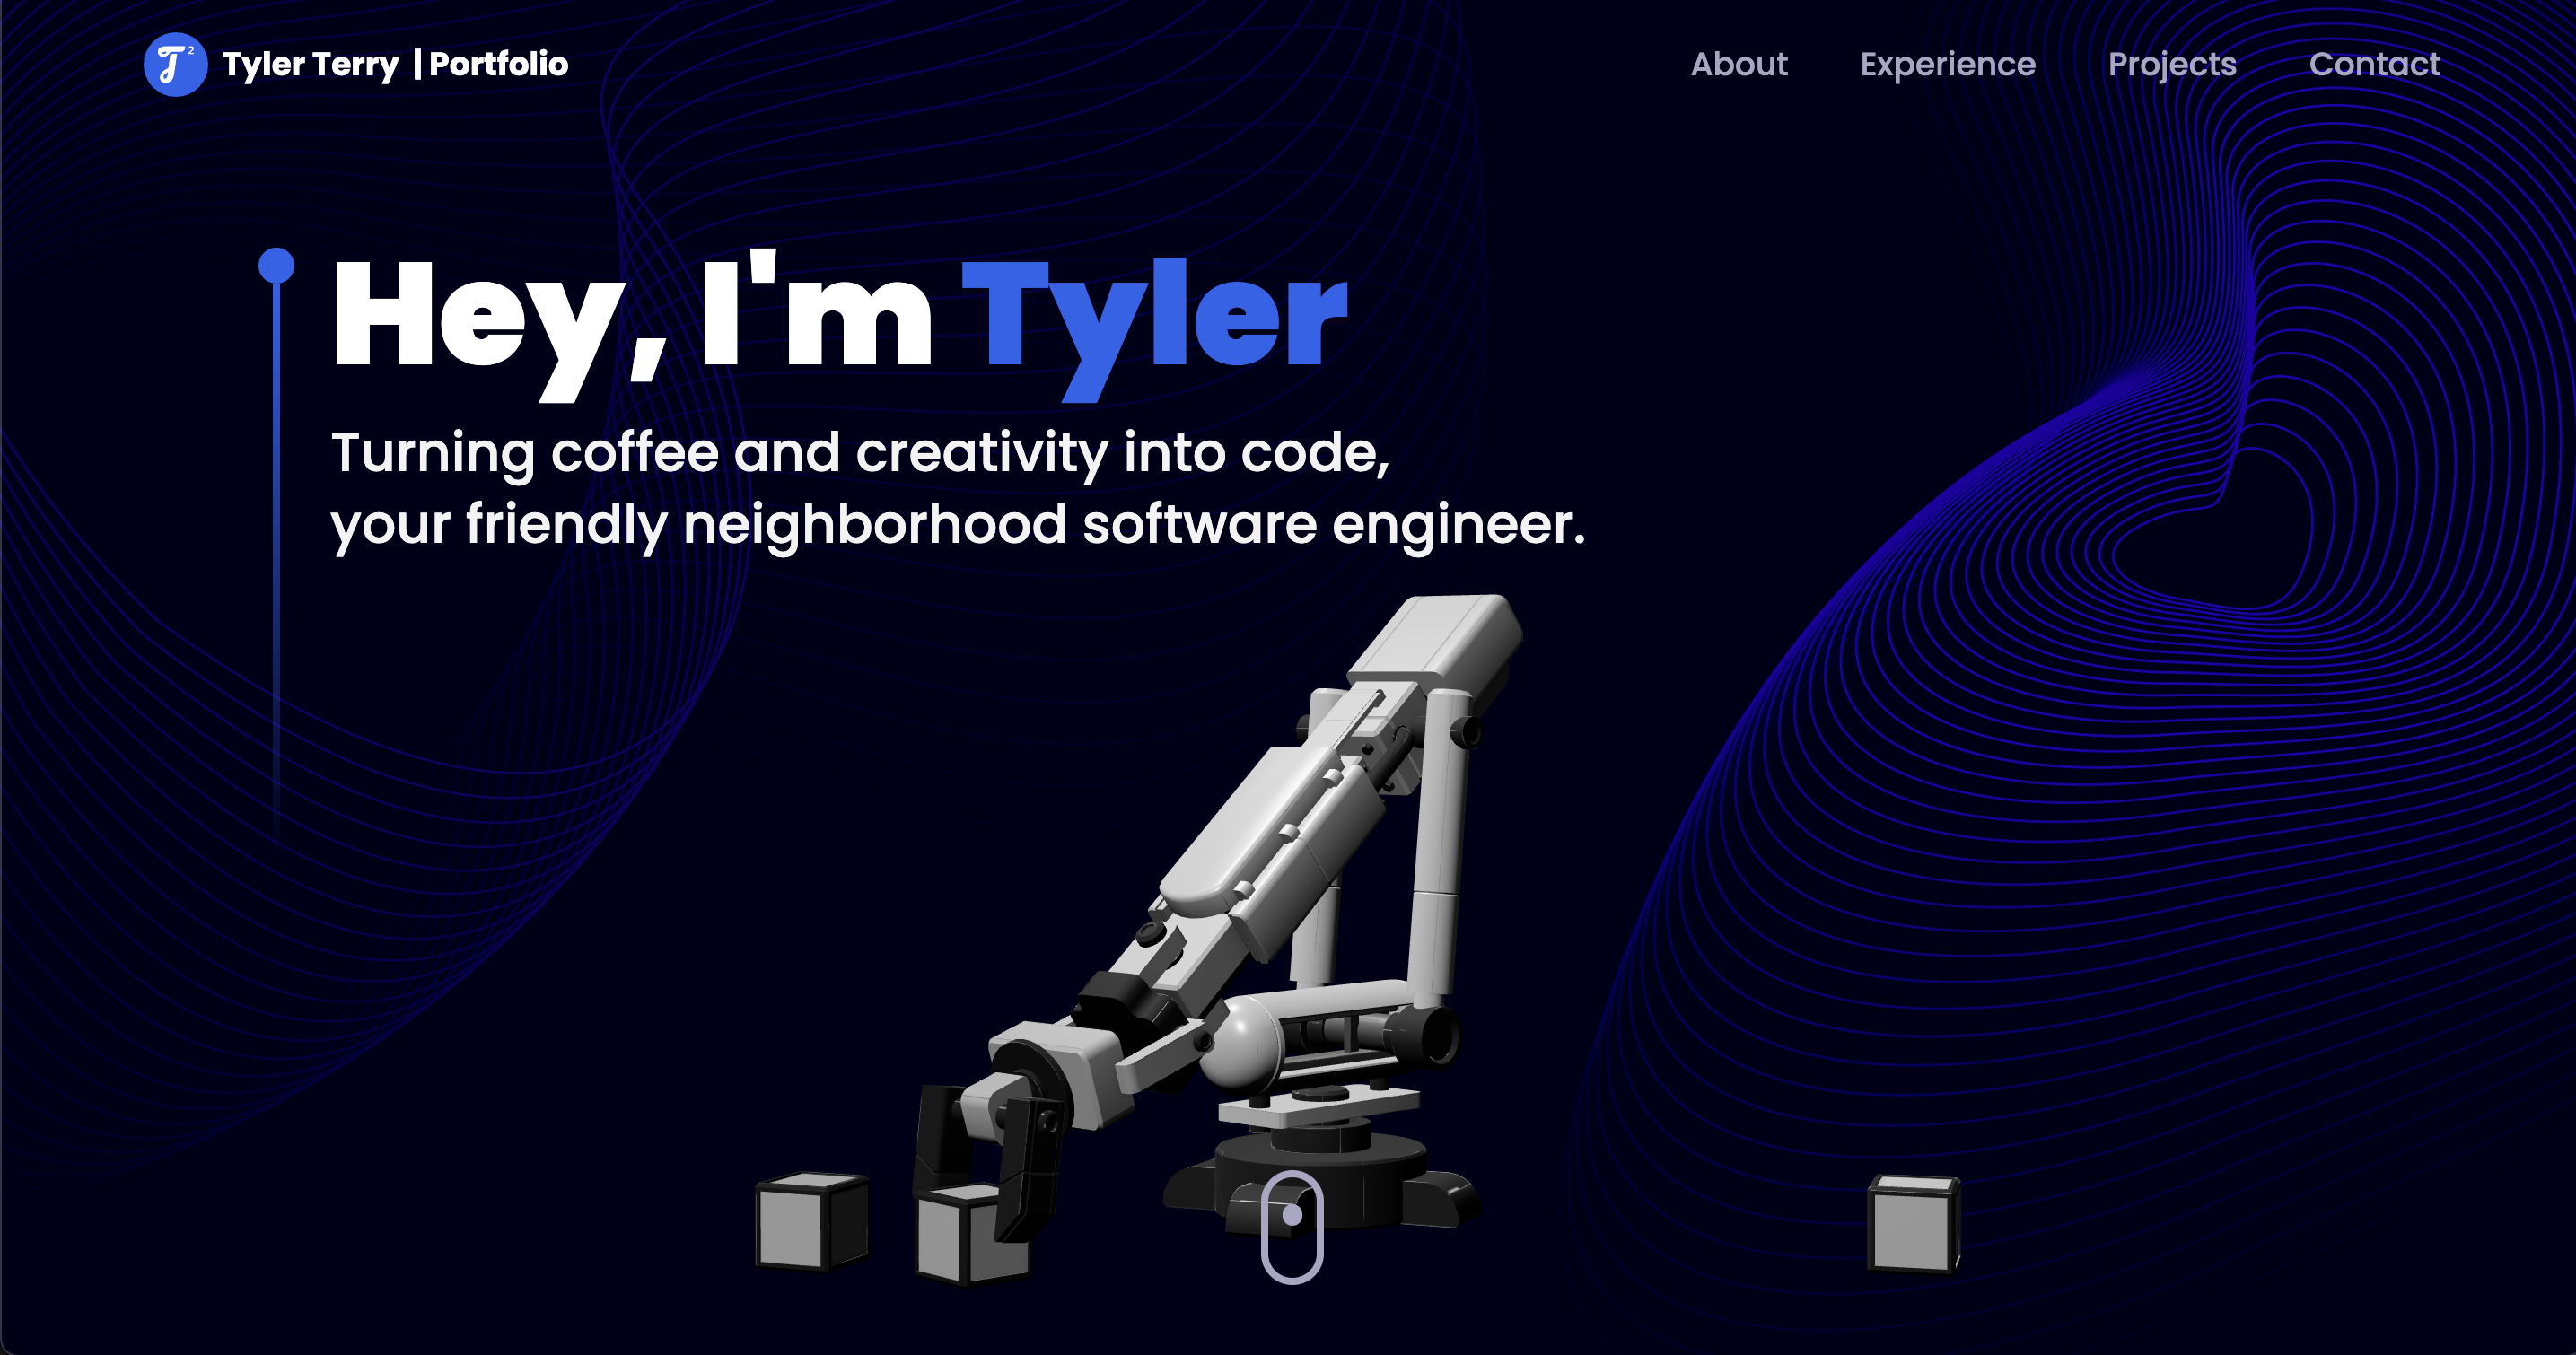 T²
Tyler Terry | Portfolio
About Experience Projects Contact
Hey, I'm Tyler
Turning coffee and creativity into code,
your friendly neighborhood software engineer.